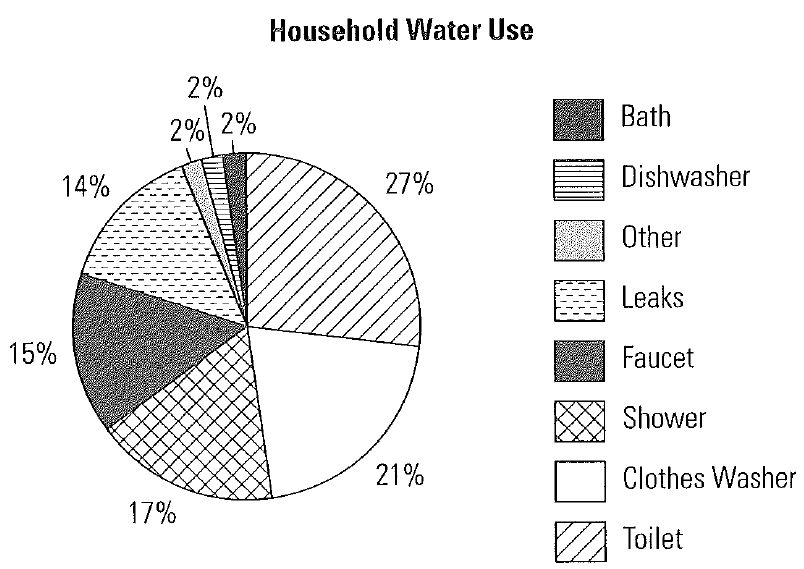 Household Water Use
2%
2%
2%
14%
27%
15%
21%
17%
Bath
Dishwasher
Other
Leaks
Faucet
Shower
Clothes Washer
Toilet